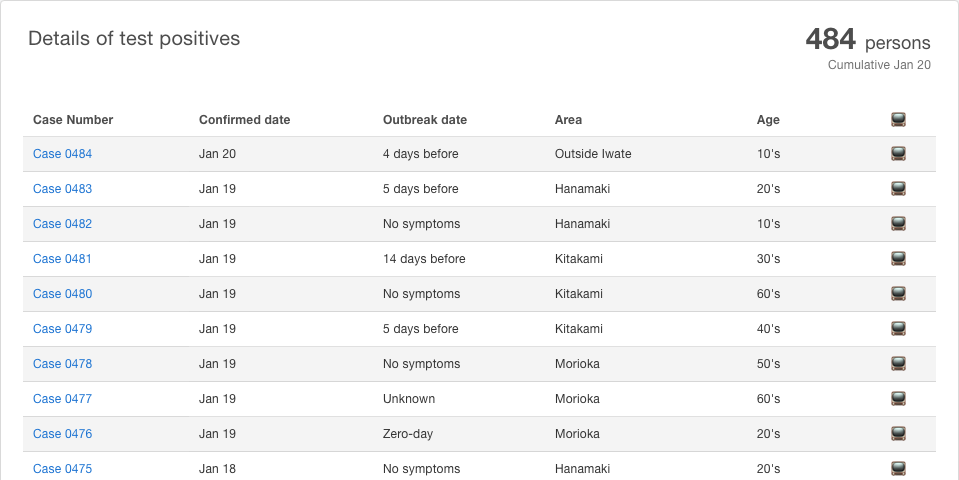 Details of test positives
484 persons
Cumulative Jan 20
Case Number Confirmed date Outbreak date Area Age
Case 0484 Jan 20 4 days before Outside Iwate 10's
Case 0483 Jan 19 5 days before Hanamaki 20's
Case 0482 Jan 19 No symptoms Hanamaki 10's
Case 0481 Jan 19 14 days before Kitakami 30's
Case 0480 Jan 19 No symptoms Kitakami 60's
Case 0479 Jan 19 5 days before Kitakami 40's
Case 0478 Jan 19 No symptoms Morioka 50's
Case 0477 Jan 19 Unknown Morioka 60's
Case 0476 Jan 19 Zero-day Morioka 20's
Case 0475 Jan 18 No symptoms Hanamaki 20's